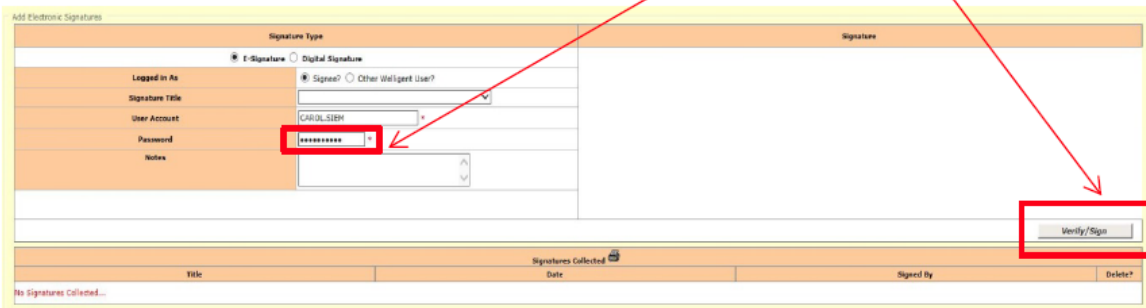 Add Electronic Signatures
Signature Type
Signature
E-Signature Digital Signature
Logged in As
Signee? Other Welligent User?
Signature Title
User Account
CAROL.SIEM *
Password
•••••••••• *
Notes
Verify/Sign
Signatures Collected
Title Date Signed By Delete?
No Signatures Collected...